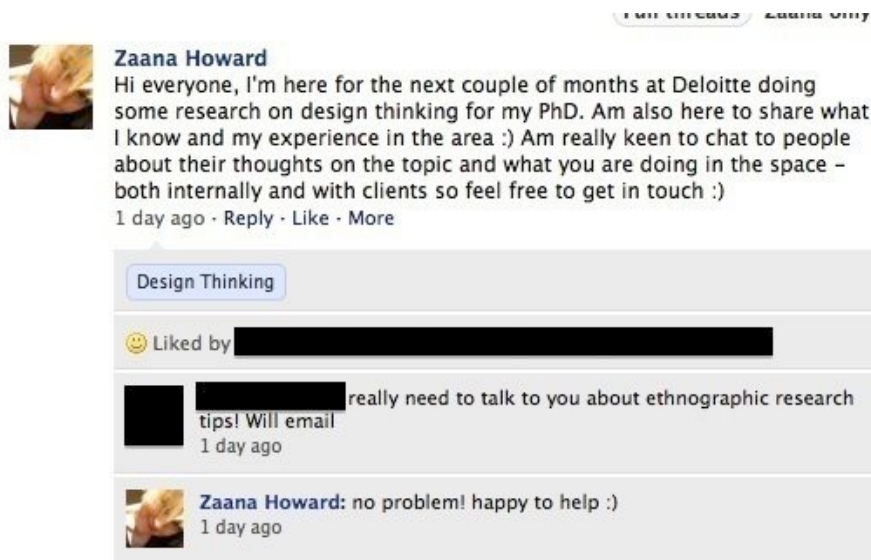 Full threads Zaana only
Zaana Howard
Hi everyone, I'm here for the next couple of months at Deloitte doing
some research on design thinking for my PhD. Am also here to share what
I know and my experience in the area :) Am really keen to chat to people
about their thoughts on the topic and what you are doing in the space –
both internally and with clients so feel free to get in touch :)
1 day ago · Reply · Like · More
Design Thinking
Liked by
really need to talk to you about ethnographic research
tips! Will email
1 day ago
Zaana Howard: no problem! happy to help :)
1 day ago